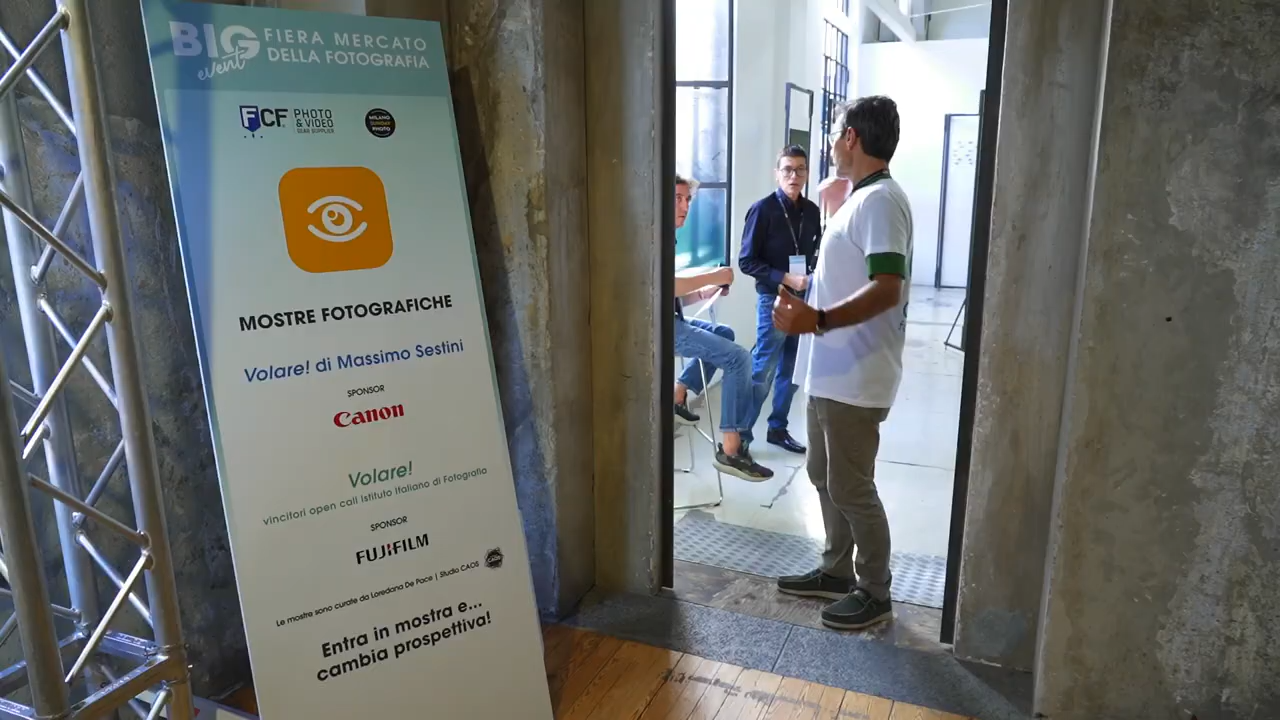 BIG event
FIERA MERCATO
DELLA FOTOGRAFIA
FCF PHOTO
& VIDEO
GEAR SUPPLIER
MILANO
PHOTO
MOSTRE FOTOGRAFICHE
Volare! di Massimo Sestini
SPONSOR
Canon
Volare!
vincitori open call Istituto Italiano di Fotografia
SPONSOR
FUJIFILM
Le mostre sono curate da Loredana De Pace | Studio CAOS
Entra in mostra e...
cambia prospettiva!